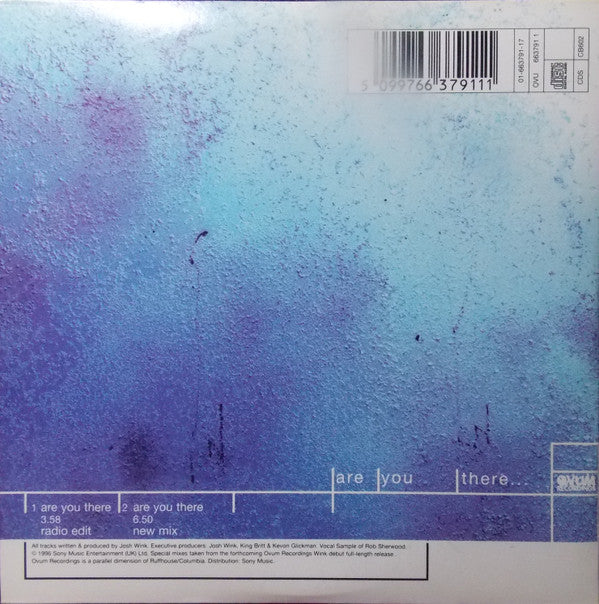 5 099766 379111
01-663791-17
OVU 663791 1
CDS CB602
are you there...
OVUM
RECORDINGS
1 are you there 2 are you there
3.58 6.50
radio edit new mix
All tracks written & produced by Josh Wink. Executive producers: Josh Wink, King Britt & Kevon Glickman. Vocal Sample of Rob Sherwood.
© 1996 Sony Music Entertainment (UK) Ltd. Special mixes taken from the forthcoming Ovum Recordings Wink debut full-length release.
Ovum Recordings is a parallel dimension of Ruffhouse/Columbia. Distribution: Sony Music.